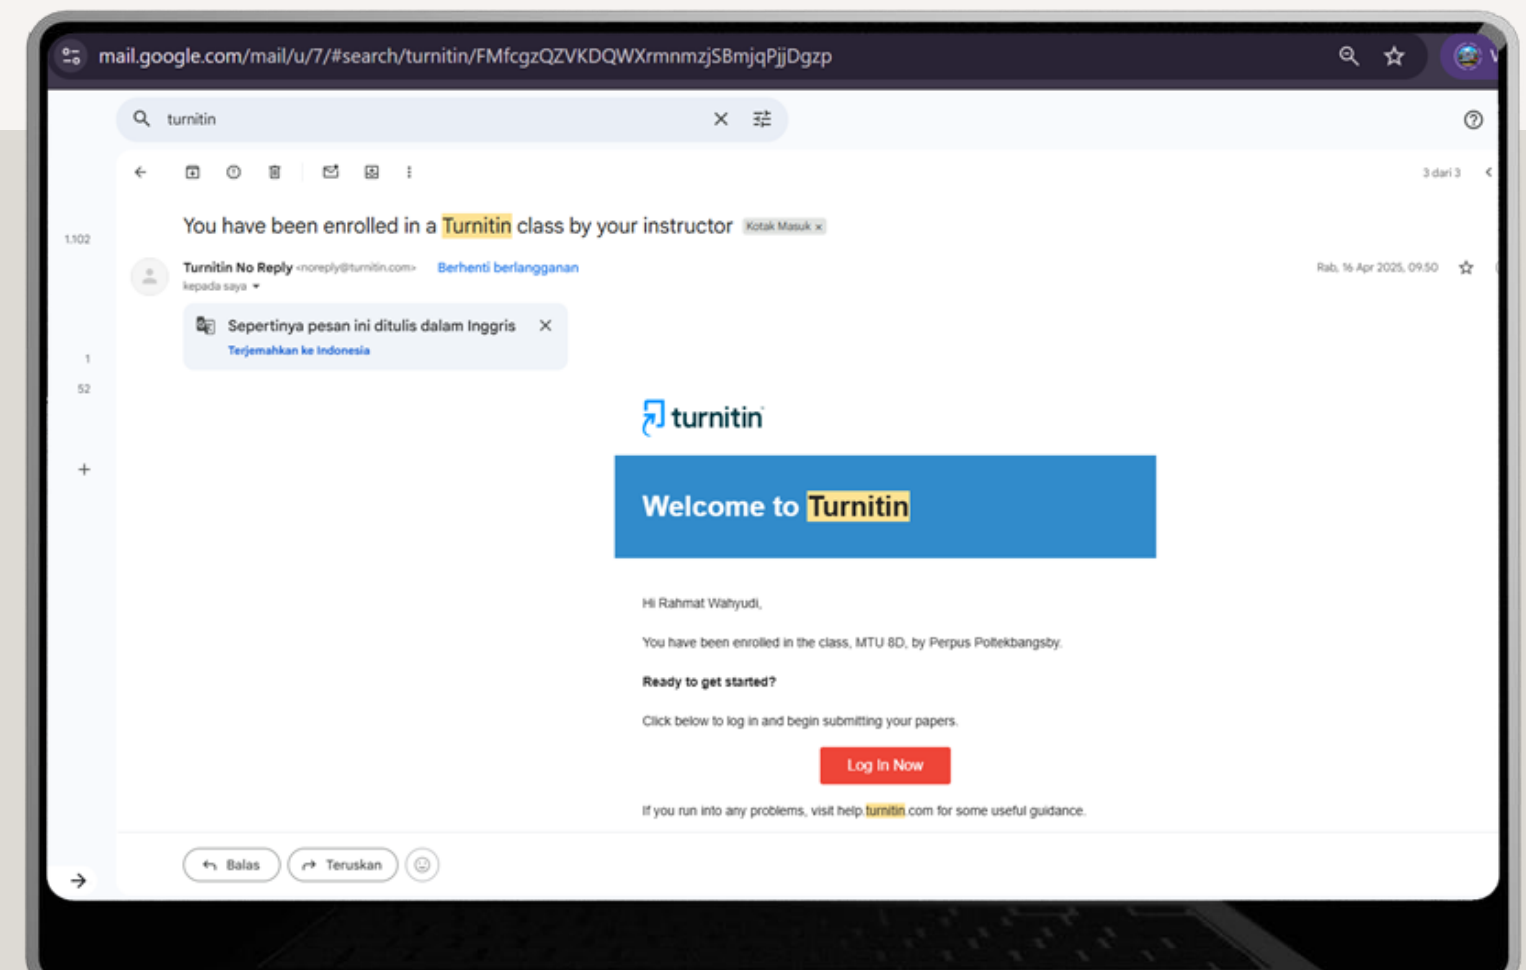 mail.google.com/mail/u/7/#search/turnitin/FMfcgzQZVKDQWXrmnmzjSBmjqPjjDgzp
turnitin
3 dari 3
You have been enrolled in a Turnitin class by your instructor Kotak Masuk x
1.102
Turnitin No Reply <noreply@turnitin.com> Berhenti berlangganan
Rab, 16 Apr 2025, 09.50
kepada saya
Sepertinya pesan ini ditulis dalam Inggris
Terjemahkan ke Indonesia
1
52
turnitin
Welcome to Turnitin
Hi Rahmat Wahyudi,
You have been enrolled in the class, MTU 8D, by Perpus Poltekbangsby.
Ready to get started?
Click below to log in and begin submitting your papers.
Log In Now
If you run into any problems, visit help.turnitin.com for some useful guidance.
Balas
Teruskan